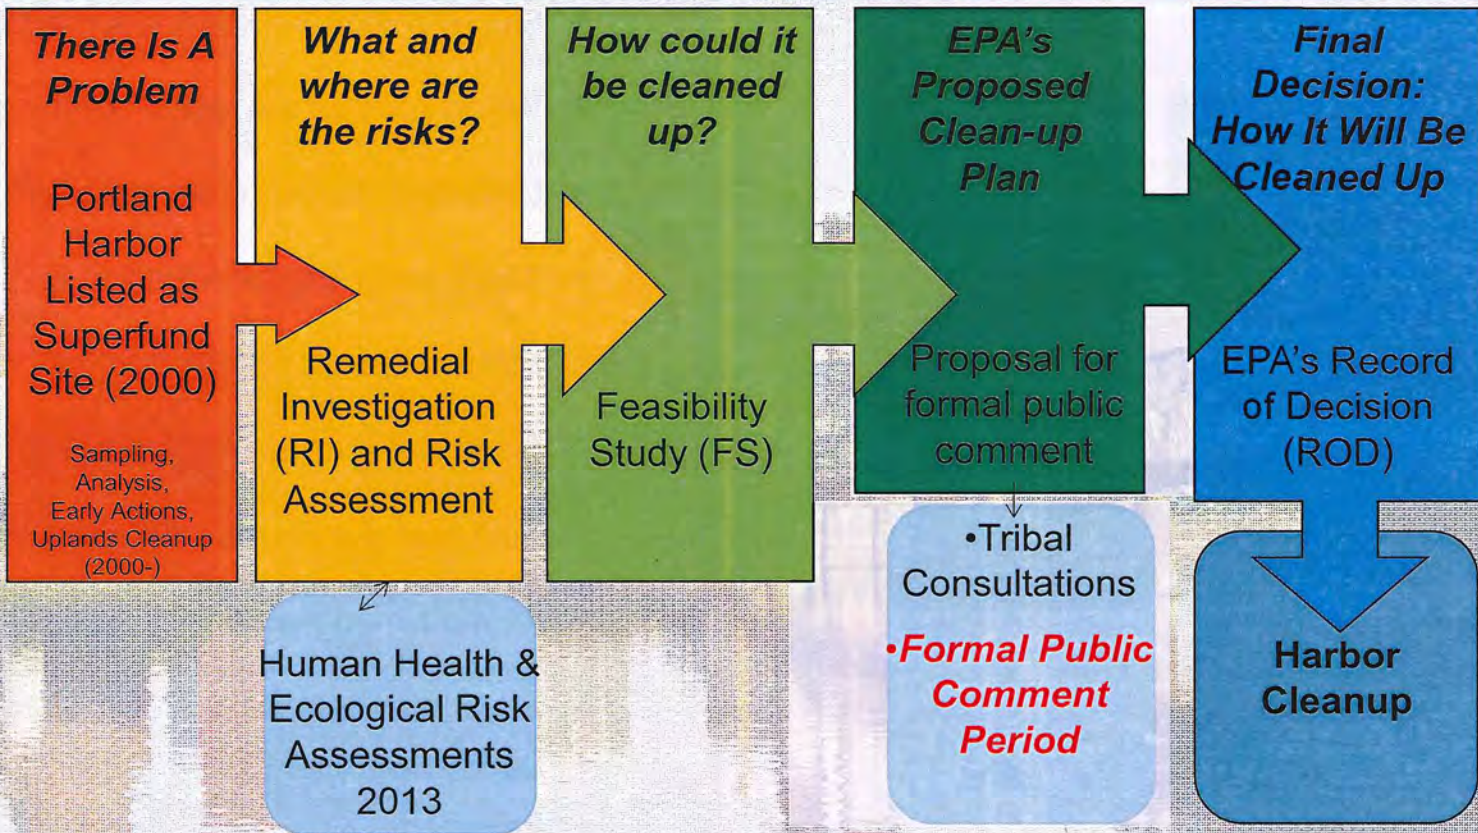 There Is A
Problem
Portland
Harbor
Listed as
Superfund
Site (2000)
Sampling,
Analysis,
Early Actions,
Uplands Cleanup
(2000-)
What and
where are
the risks?
Remedial
Investigation
(RI) and Risk
Assessment
Human Health &
Ecological Risk
Assessments
2013
How could it
be cleaned
up?
Feasibility
Study (FS)
EPA's
Proposed
Clean-up
Plan
Proposal for
formal public
comment
•Tribal
Consultations
•Formal Public
Comment
Period
Final
Decision:
How It Will Be
Cleaned Up
EPA's Record
of Decision
(ROD)
Harbor
Cleanup